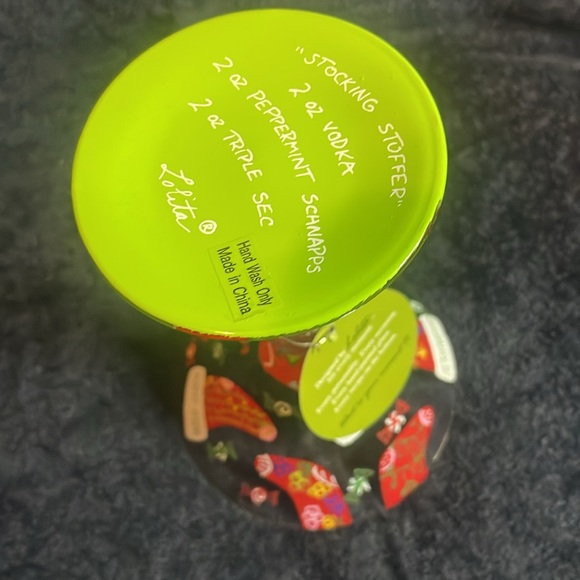 "STOCKING STUFFER"
2 OZ VODKA
2 OZ PEPPERMINT SCHNAPPS
2 OZ TRIPLE SEC
Lolita ®
Hand Wash Only
Made in China